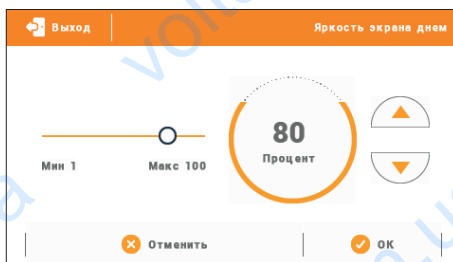 Выход
Яркость экрана днем
80
Процент
Мин 1
Макс 100
Отменить
OK